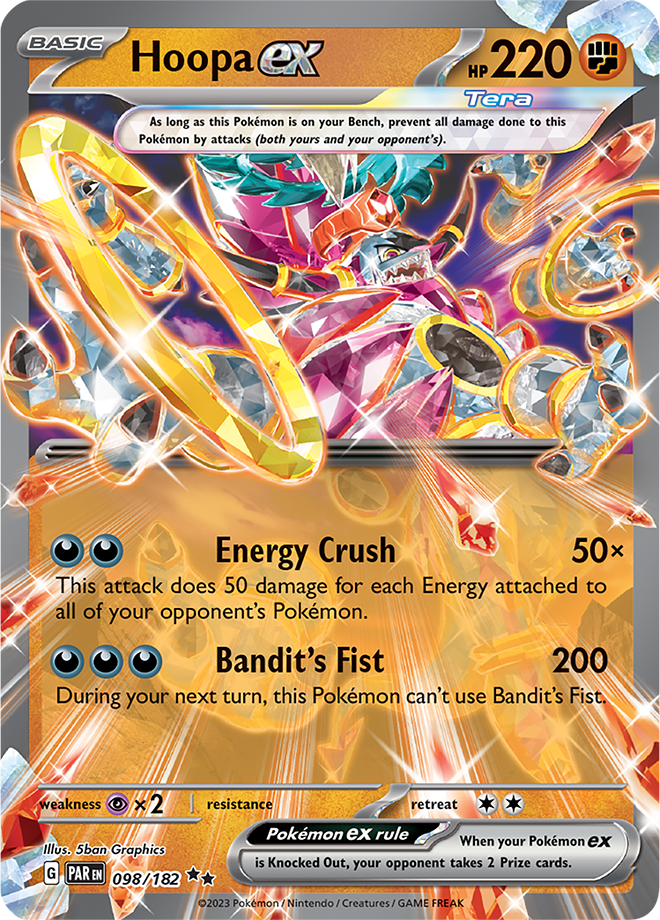 BASIC Hoopa ex HP 220
Tera
As long as this Pokémon is on your Bench, prevent all damage done to this
Pokémon by attacks (both yours and your opponent's).
Energy Crush 50×
This attack does 50 damage for each Energy attached to
all of your opponent's Pokémon.
Bandit's Fist 200
During your next turn, this Pokémon can't use Bandit's Fist.
weakness ×2 resistance retreat
Pokémon ex rule When your Pokémon ex
is Knocked Out, your opponent takes 2 Prize cards.
Illus. 5ban Graphics
G PAR EN 098/182 ★★
©2023 Pokémon / Nintendo / Creatures / GAME FREAK